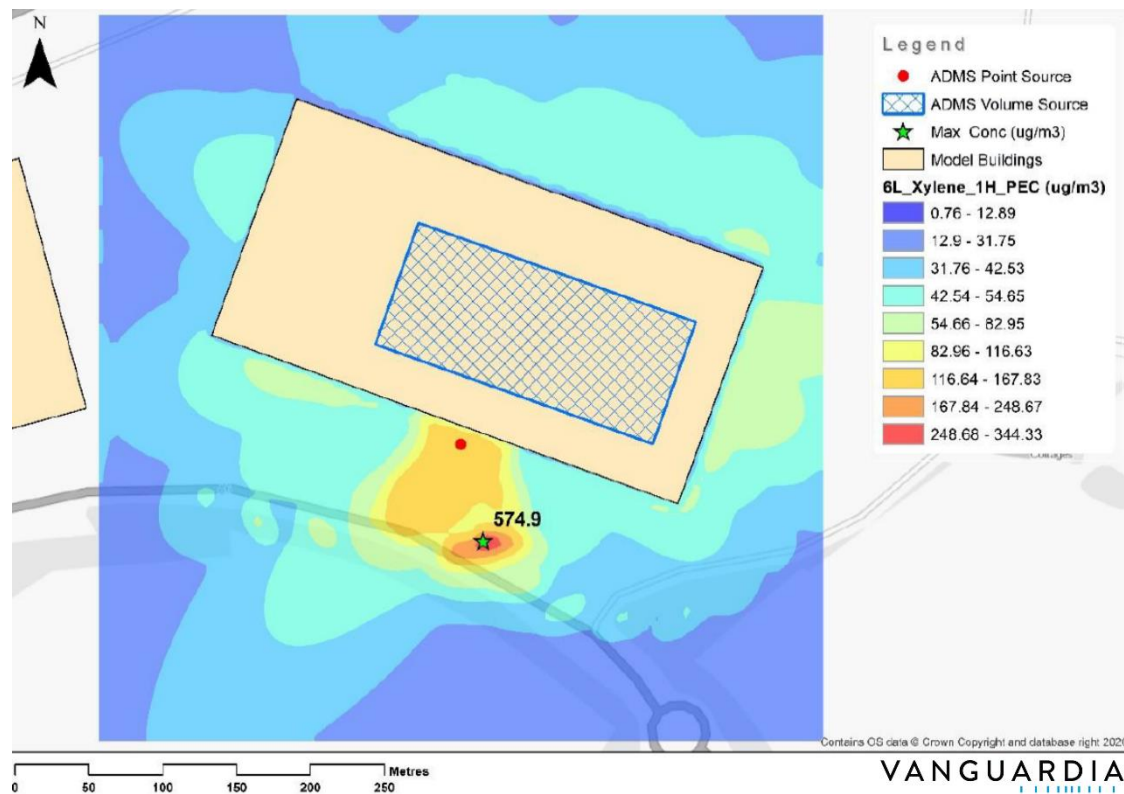 N
Legend
ADMS Point Source
ADMS Volume Source
Max Conc (ug/m3)
Model Buildings
6L_Xylene_1H_PEC (ug/m3)
0.76 - 12.89
12.9 - 31.75
31.76 - 42.53
42.54 - 54.65
54.66 - 82.95
82.96 - 116.63
116.64 - 167.83
167.84 - 248.67
248.68 - 344.33
574.9
Contains OS data © Crown Copyright and database right 2020
Metres
0 50 100 150 200 250
VANGUARDIA